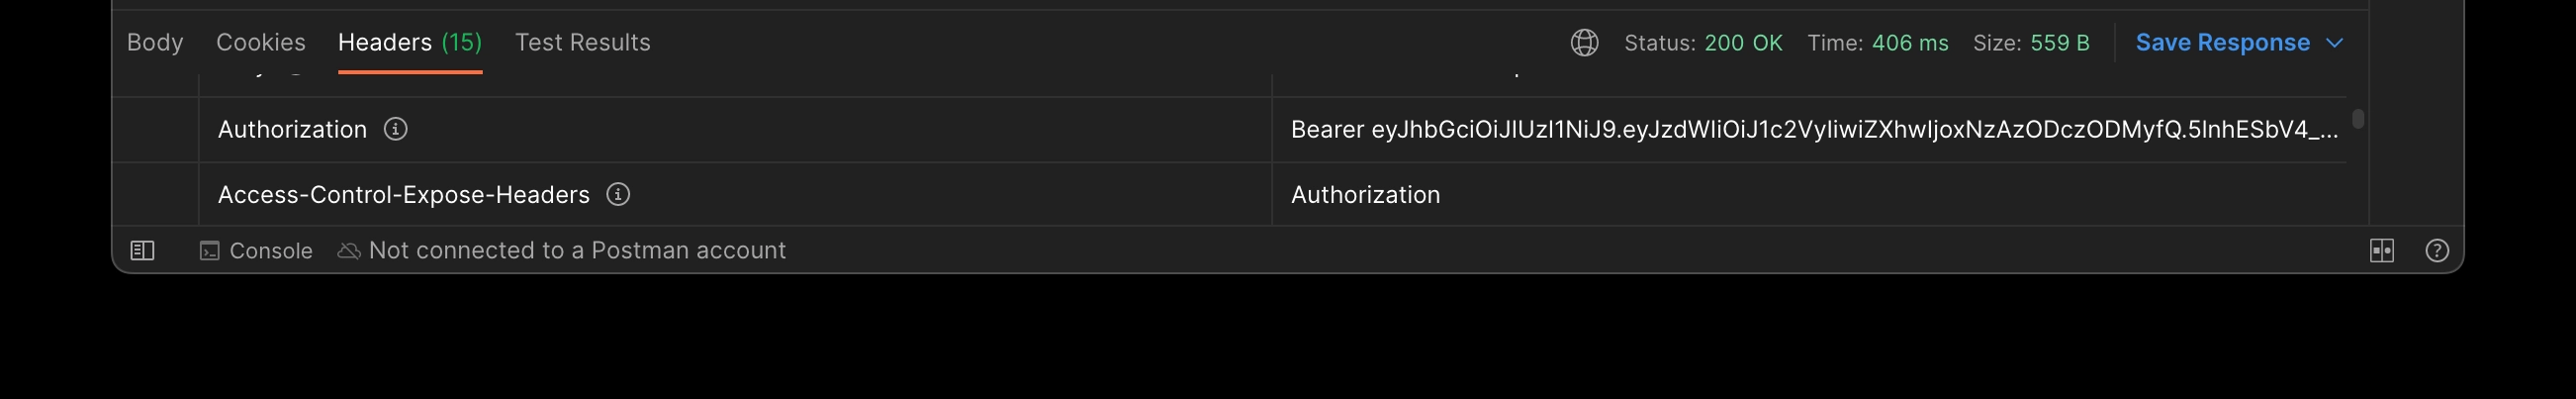 Body Cookies Headers (15) Test Results Status: 200 OK Time: 406 ms Size: 559 B Save Response
Authorization Bearer eyJhbGciOiJIUzI1NiJ9.eyJzdWIiOiJ1c2VyIiwiZXhwIjoxNzAzODczODMyfQ.5lnhESbV4_...
Access-Control-Expose-Headers Authorization
Console Not connected to a Postman account